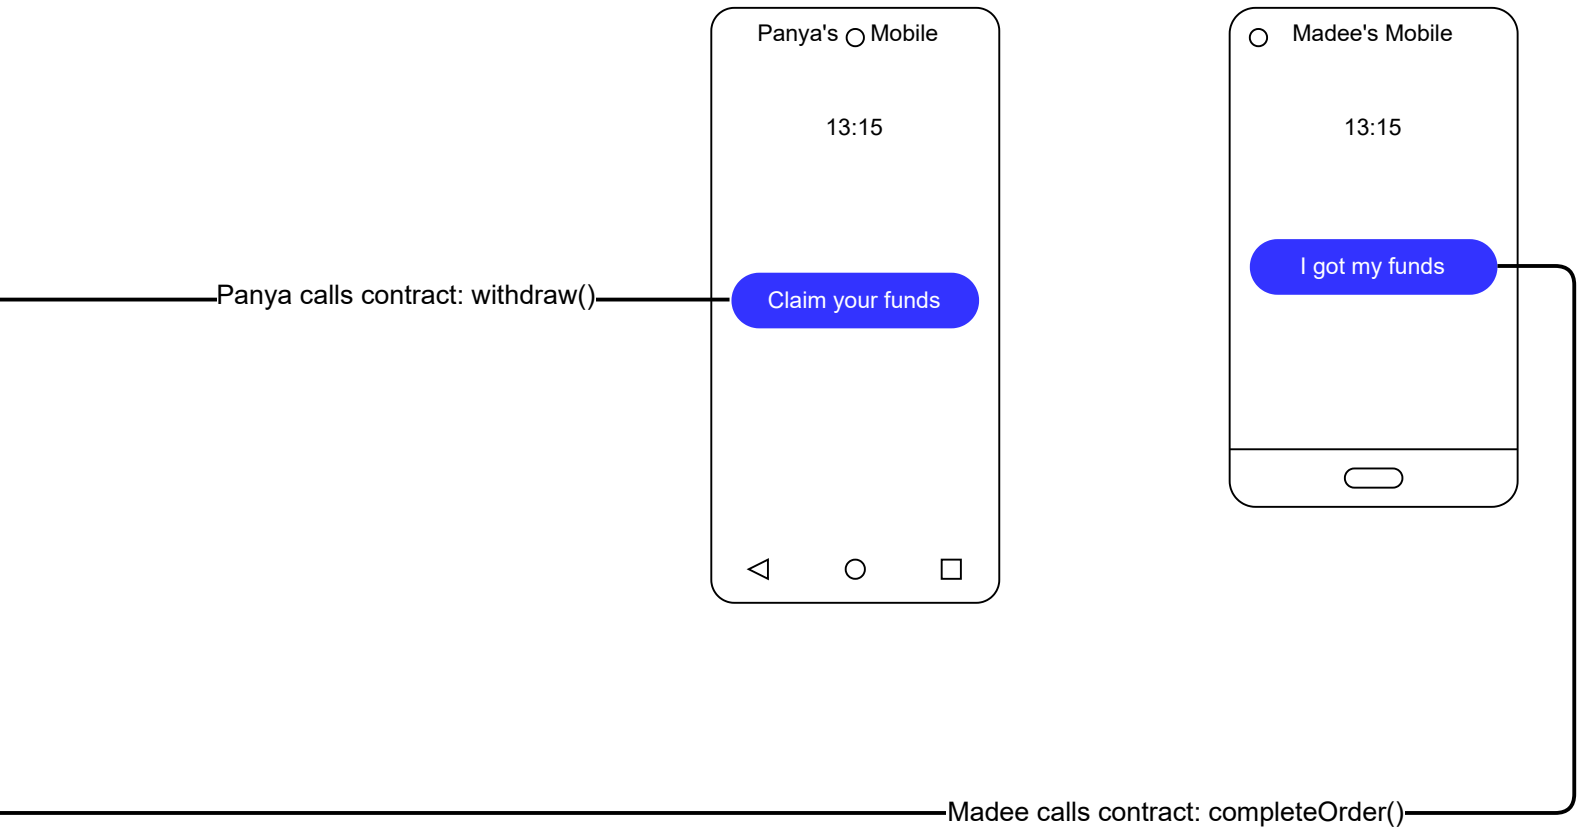 Panya's Mobile
Madee's Mobile
13:15
13:15
I got my funds
Panya calls contract: withdraw()
Claim your funds
Madee calls contract: completeOrder()